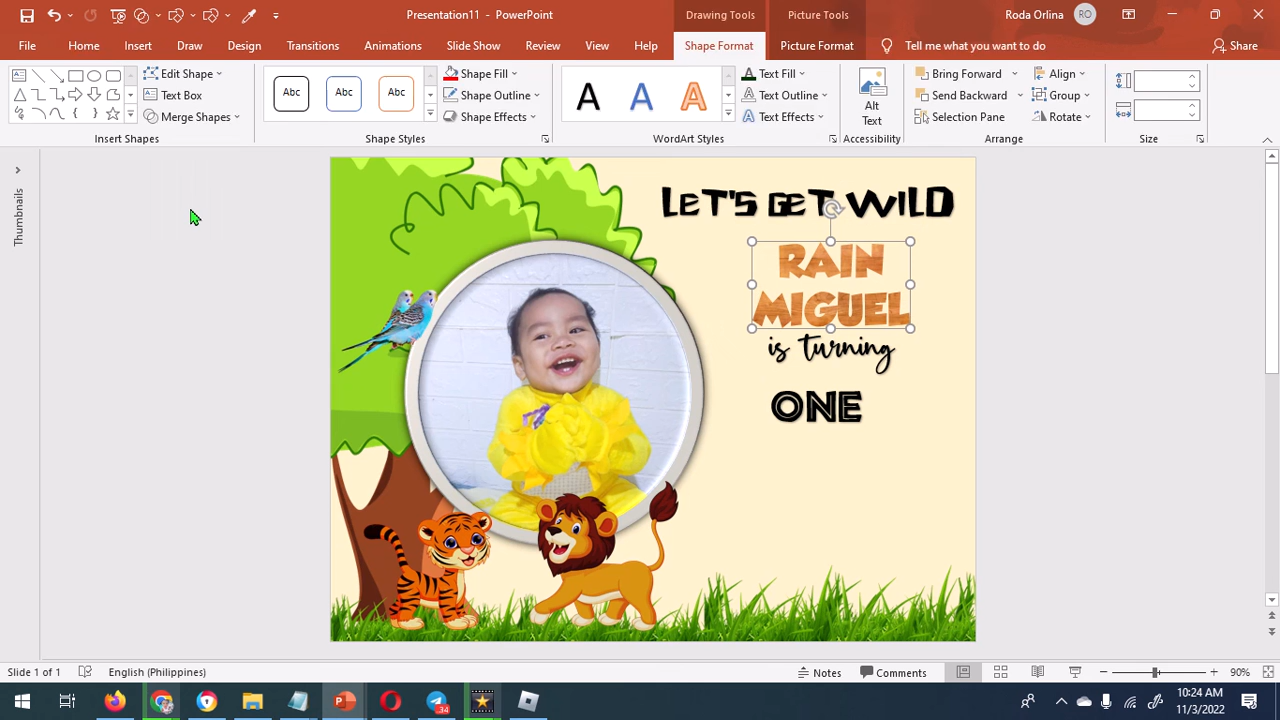 Presentation11 - PowerPoint
Drawing Tools
Picture Tools
Roda Orlina
RO
File
Home
Insert
Draw
Design
Transitions
Animations
Slide Show
Review
View
Help
Shape Format
Picture Format
Tell me what you want to do
Share
Edit Shape
Text Box
Merge Shapes
Insert Shapes
Abc
Abc
Abc
Shape Fill
Shape Outline
Shape Effects
Shape Styles
A
A
A
Text Fill
Text Outline
Text Effects
WordArt Styles
Alt
Text
Accessibility
Bring Forward
Send Backward
Selection Pane
Align
Group
Rotate
Arrange
Size
Thumbnails
LET'S GET WILD
RAIN
MIGUEL
is turning
ONE
Slide 1 of 1
English (Philippines)
Notes
Comments
90%
34
10:24 AM
11/3/2022